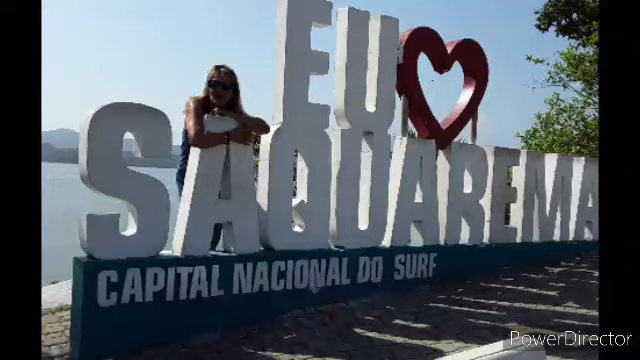 EU
SAQUAREMA
CAPITAL NACIONAL DO SURF
PowerDirector